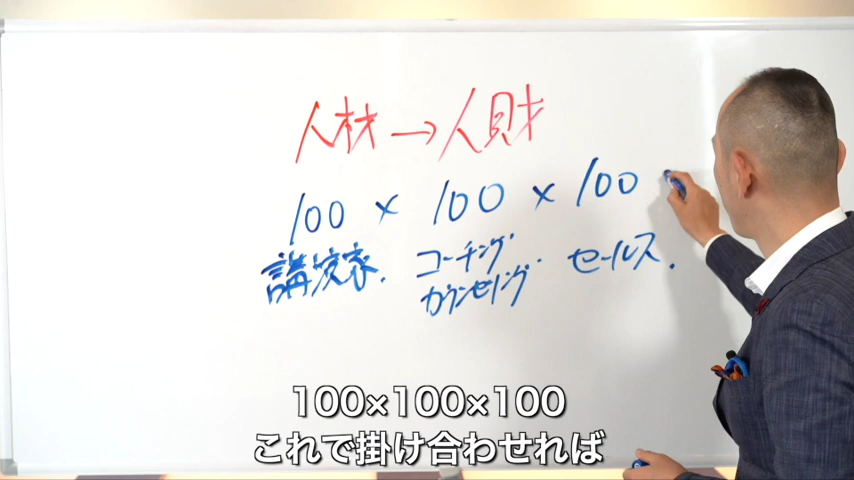 人材→人財
100 × 100 × 100
講演家. コーチング・ セールス.
カウンセリング
100×100×100
これで掛け合わせれば